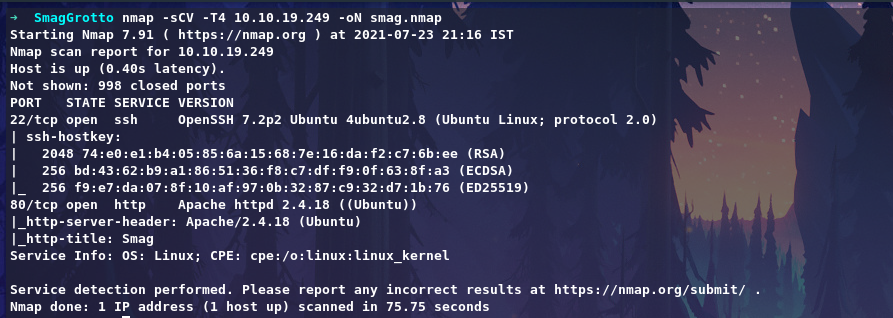 → SmagGrotto nmap -sCV -T4 10.10.19.249 -oN smag.nmap
Starting Nmap 7.91 ( https://nmap.org ) at 2021-07-23 21:16 IST
Nmap scan report for 10.10.19.249
Host is up (0.40s latency).
Not shown: 998 closed ports
PORT   STATE SERVICE VERSION
22/tcp open  ssh     OpenSSH 7.2p2 Ubuntu 4ubuntu2.8 (Ubuntu Linux; protocol 2.0)
| ssh-hostkey:
|   2048 74:e0:e1:b4:05:85:6a:15:68:7e:16:da:f2:c7:6b:ee (RSA)
|   256 bd:43:62:b9:a1:86:51:36:f8:c7:df:f9:0f:63:8f:a3 (ECDSA)
|_  256 f9:e7:da:07:8f:10:af:97:0b:32:87:c9:32:d7:1b:76 (ED25519)
80/tcp open  http    Apache httpd 2.4.18 ((Ubuntu))
|_http-server-header: Apache/2.4.18 (Ubuntu)
|_http-title: Smag
Service Info: OS: Linux; CPE: cpe:/o:linux:linux_kernel

Service detection performed. Please report any incorrect results at https://nmap.org/submit/ .
Nmap done: 1 IP address (1 host up) scanned in 75.75 seconds